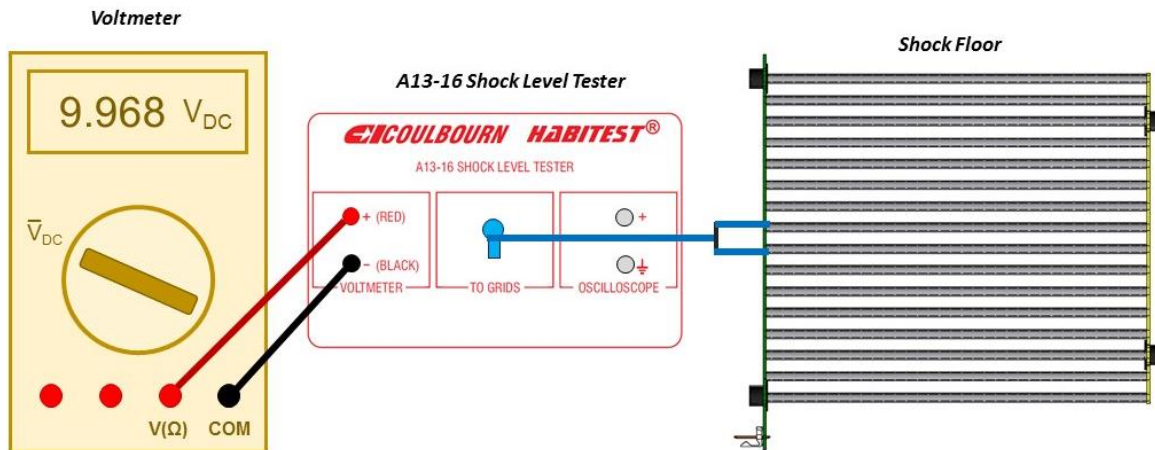 Voltmeter
9.968 VDC
V̅DC
V(Ω) COM
A13-16 Shock Level Tester
COULBOURN HABITEST®
A13-16 SHOCK LEVEL TESTER
+ (RED)
- (BLACK)
VOLTMETER
TO GRIDS
+
⏚
OSCILLOSCOPE
Shock Floor